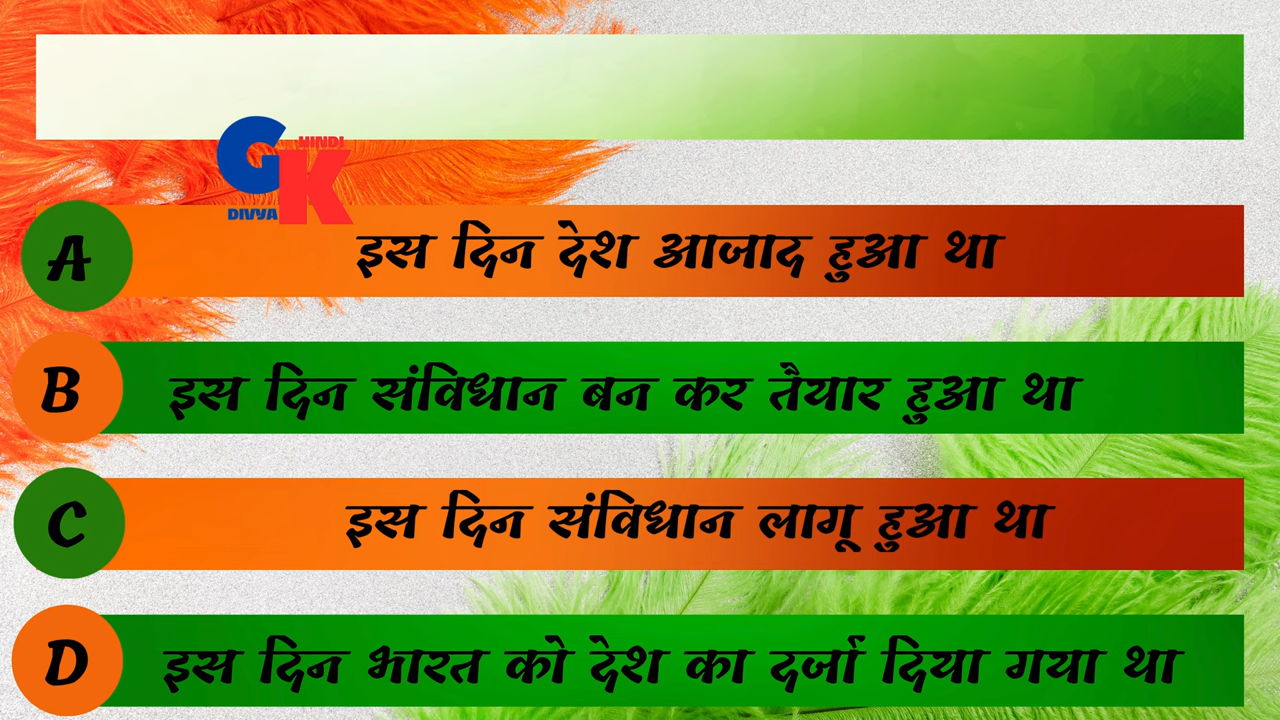 G HINDI
DIVYA K
A इस दिन देश आजाद हुआ था
B इस दिन संविधान बन कर तैयार हुआ था
C इस दिन संविधान लागू हुआ था
D इस दिन भारत को देश का दर्जा दिया गया था